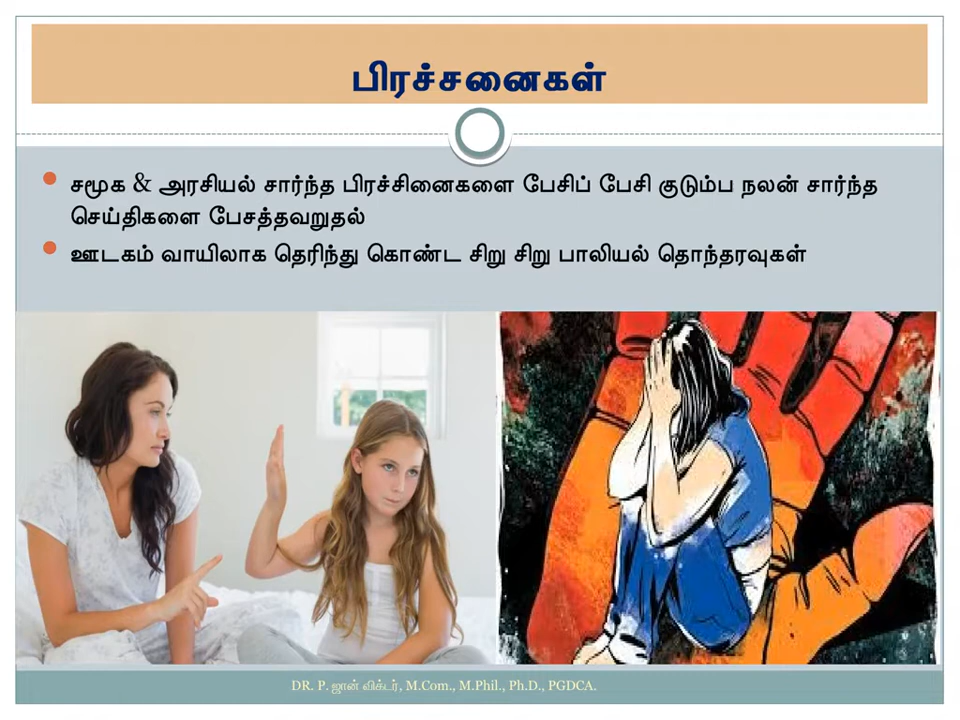 பிரச்சனைகள்
சமூக & அரசியல் சார்ந்த பிரச்சினைகளை பேசிப் பேசி குடும்ப நலன் சார்ந்த
செய்திகளை பேசத்தவறுதல்
ஊடகம் வாயிலாக தெரிந்து கொண்ட சிறு சிறு பாலியல் தொந்தரவுகள்
DR. P. ஜான் விக்டர், M.Com., M.Phil., Ph.D., PGDCA.